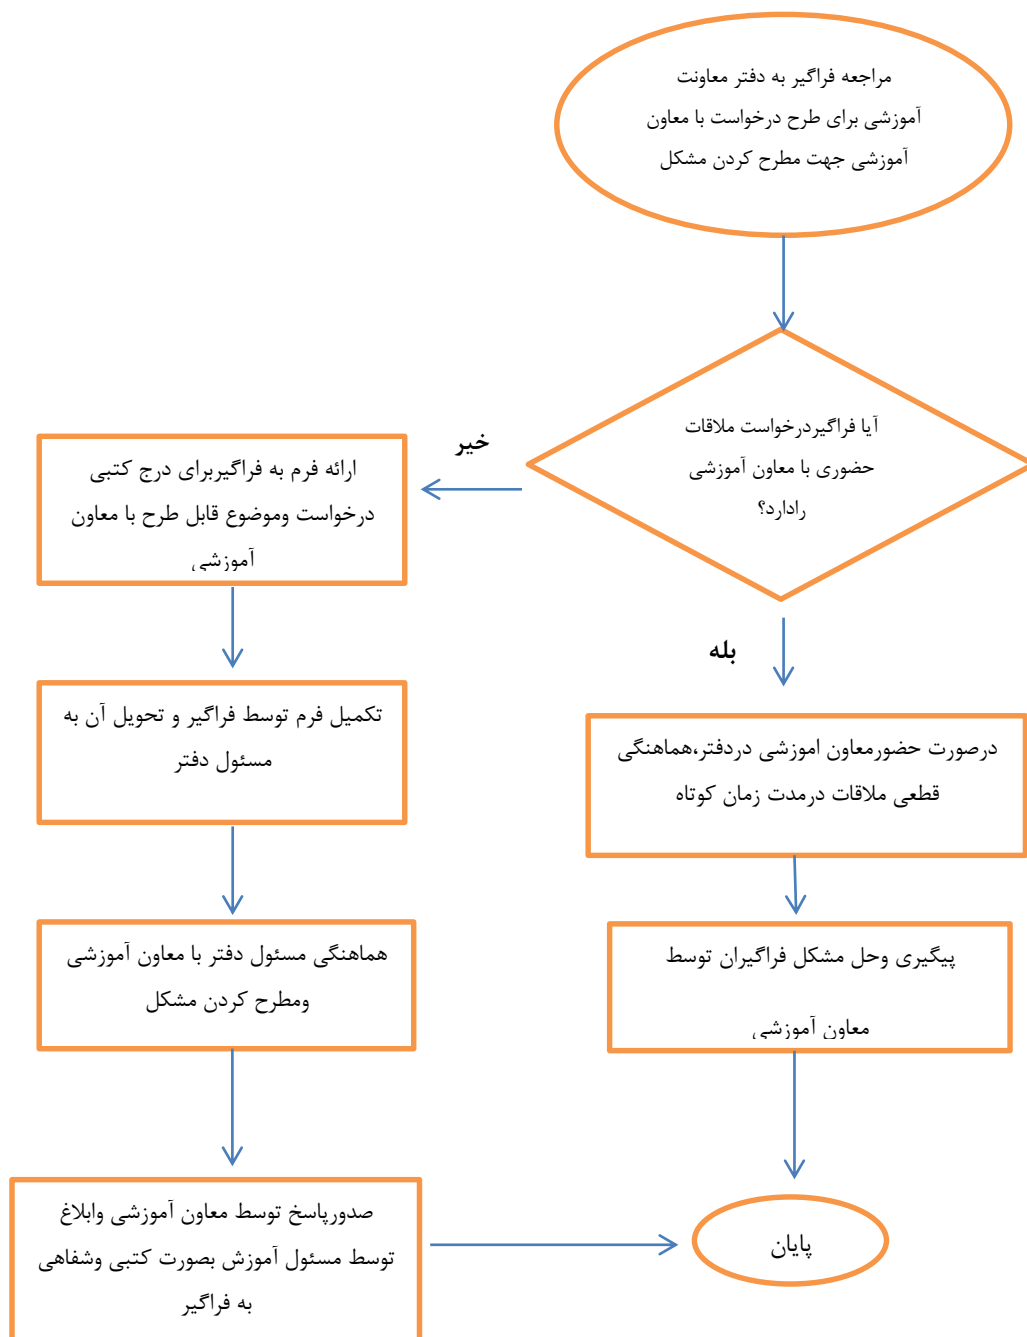 مراجعه فراگیر به دفتر معاونت
آموزشی برای طرح درخواست با معاون
آموزشی جهت مطرح کردن مشکل
آیا فراگیردرخواست ملاقات
حضوری با معاون آموزشی
رادارد؟
خیر
ارائه فرم به فراگیربرای درج کتبی
درخواست وموضوع قابل طرح با معاون
آموزشی
بله
تکمیل فرم توسط فراگیر و تحویل آن به
مسئول دفتر
درصورت حضورمعاون اموزشی دردفتر،هماهنگی
قطعی ملاقات درمدت زمان کوتاه
هماهنگی مسئول دفتر با معاون آموزشی
ومطرح کردن مشکل
پیگیری وحل مشکل فراگیران توسط
معاون آموزشی
صدورپاسخ توسط معاون آموزشی وابلاغ
توسط مسئول آموزش بصورت کتبی وشفاهی
به فراگیر
پایان